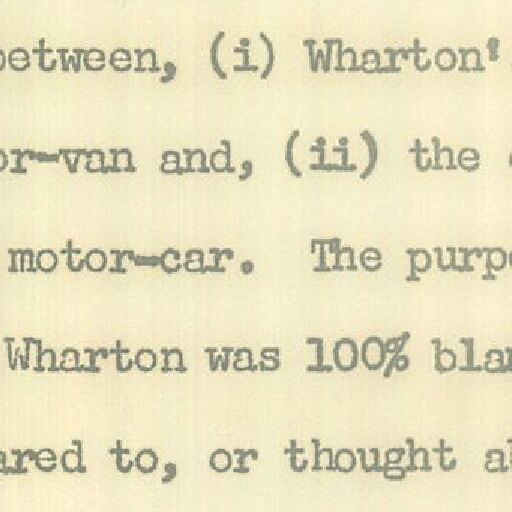 between, (i) Wharton'
or-van and, (ii) the
motor-car. The purp
Wharton was 100% bla
ared to, or thought a